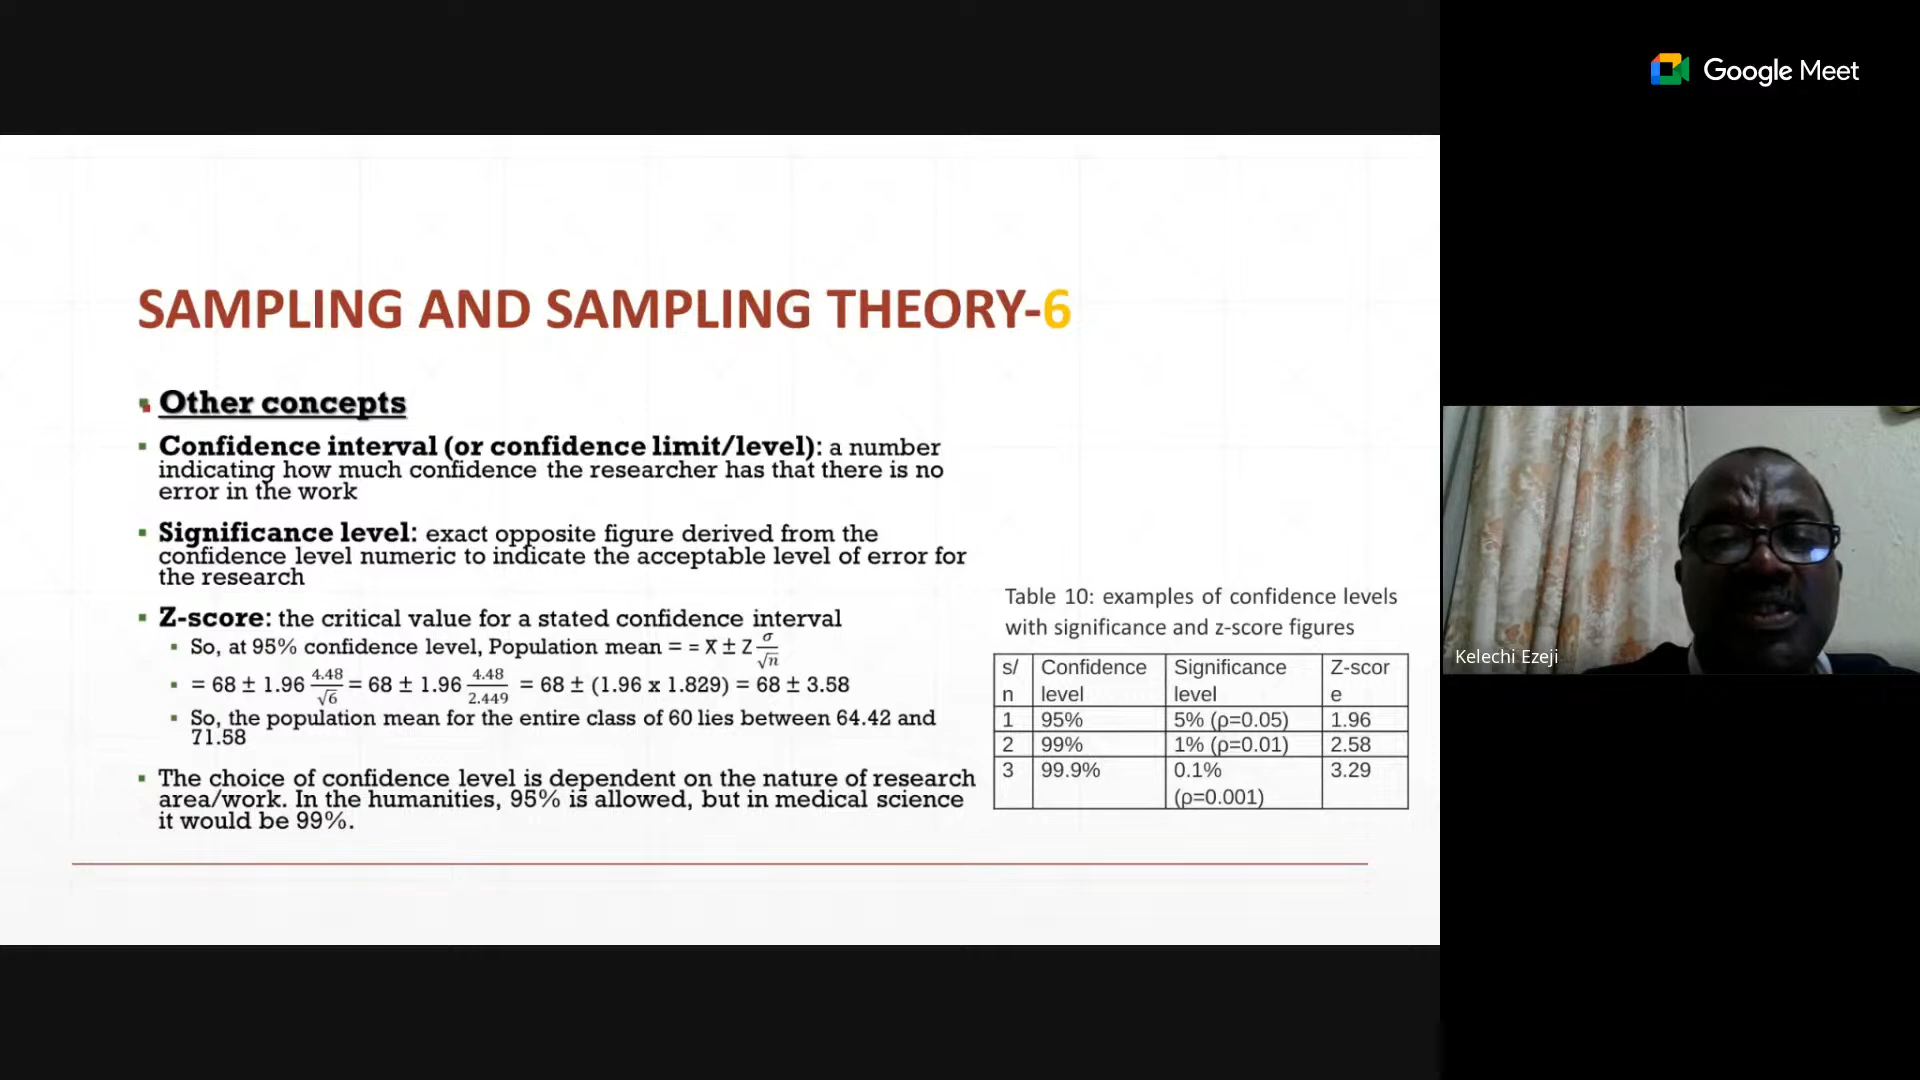 Google Meet
SAMPLING AND SAMPLING THEORY-6
Other concepts
Confidence interval (or confidence limit/level): a number
indicating how much confidence the researcher has that there is no
error in the work
Significance level: exact opposite figure derived from the
confidence level numeric to indicate the acceptable level of error for
the research
Z-score: the critical value for a stated confidence interval
So, at 95% confidence level, Population mean = = x̄ ± Z σ/√n
= 68 ± 1.96 4.48/√6 = 68 ± 1.96 4.48/2.449 = 68 ± (1.96 x 1.829) = 68 ± 3.58
So, the population mean for the entire class of 60 lies between 64.42 and
71.58
The choice of confidence level is dependent on the nature of research
area/work. In the humanities, 95% is allowed, but in medical science
it would be 99%.
Table 10: examples of confidence levels
with significance and z-score figures
s/n Confidence level Significance level Z-score
1 95% 5% (ρ=0.05) 1.96
2 99% 1% (ρ=0.01) 2.58
3 99.9% 0.1% (ρ=0.001) 3.29
Kelechi Ezeji